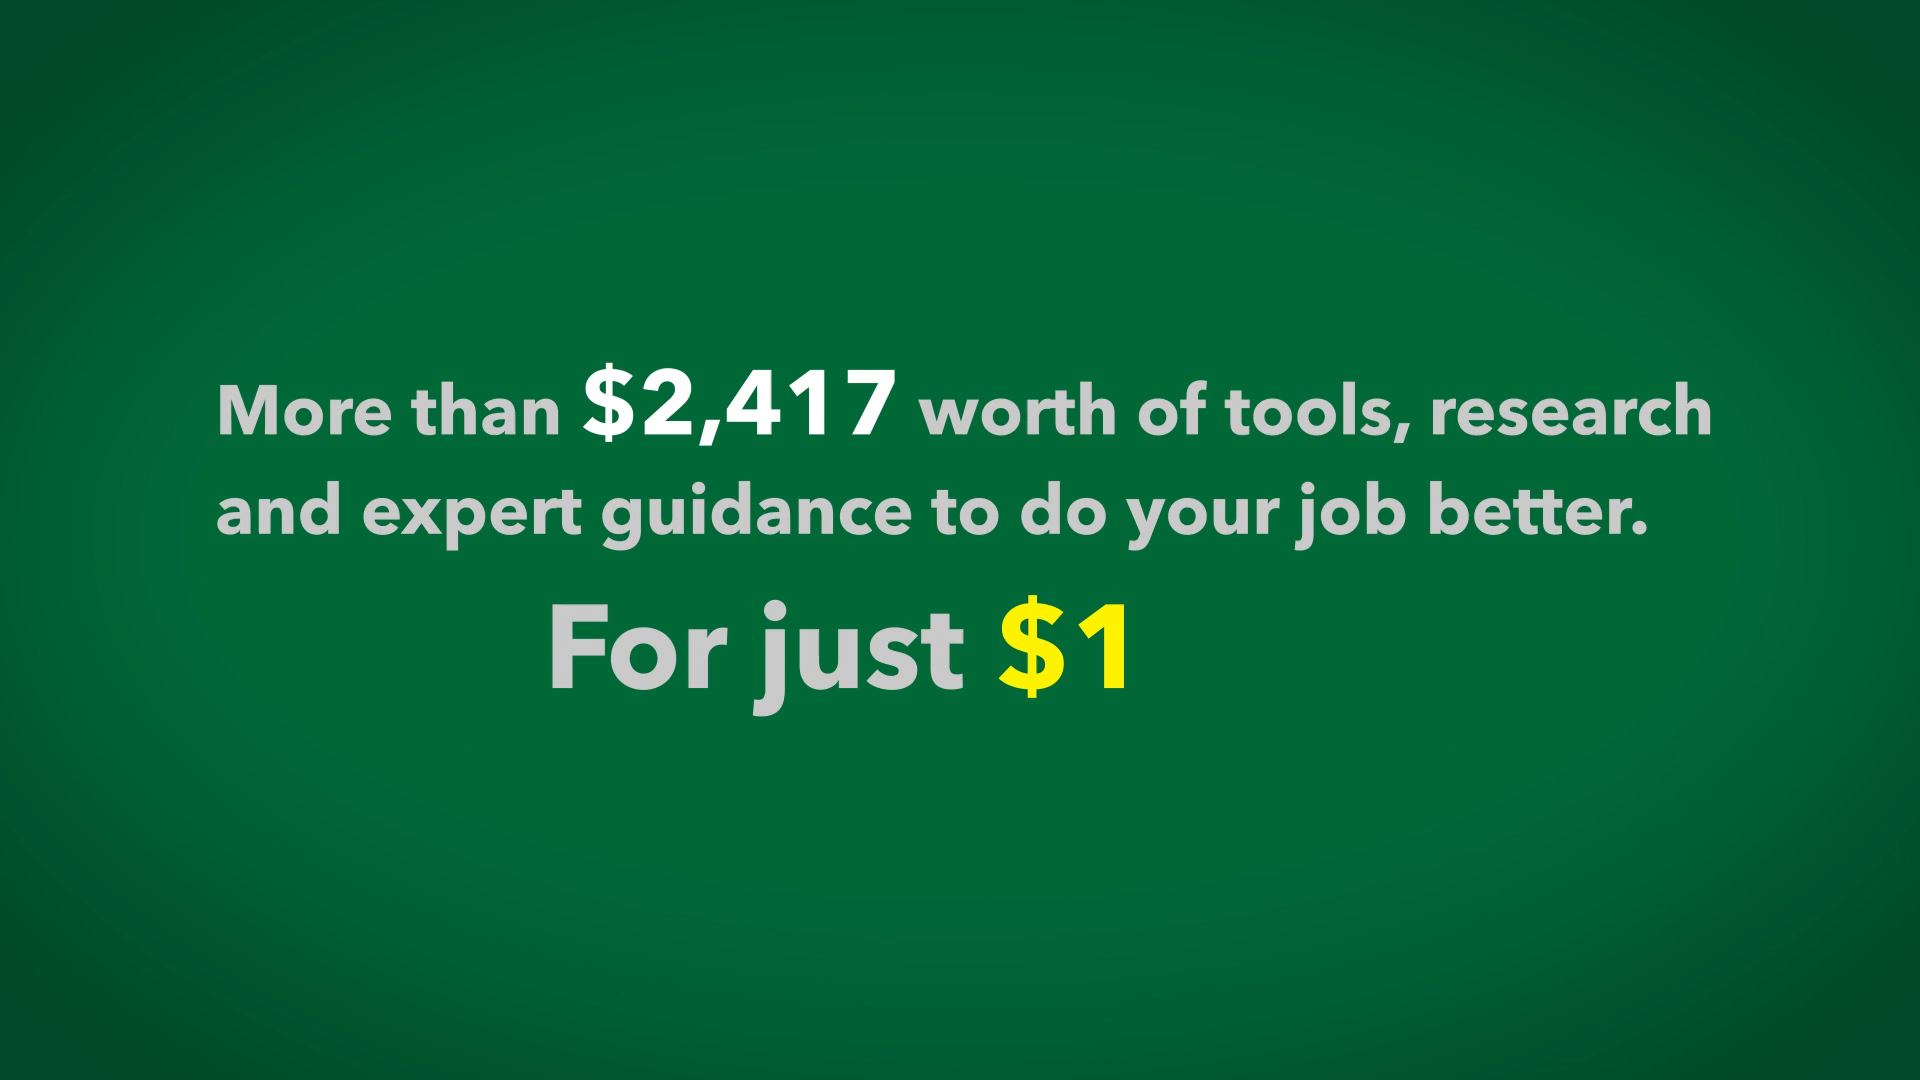 More than $2,417 worth of tools, research
and expert guidance to do your job better.
For just $1